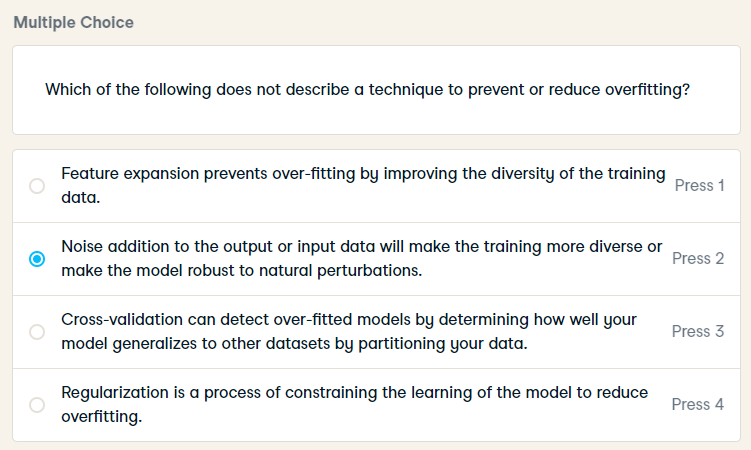 Multiple Choice
Which of the following does not describe a technique to prevent or reduce overfitting?
Feature expansion prevents over-fitting by improving the diversity of the training
data.
Press 1
Noise addition to the output or input data will make the training more diverse or
make the model robust to natural perturbations.
Press 2
Cross-validation can detect over-fitted models by determining how well your
model generalizes to other datasets by partitioning your data.
Press 3
Regularization is a process of constraining the learning of the model to reduce
overfitting.
Press 4